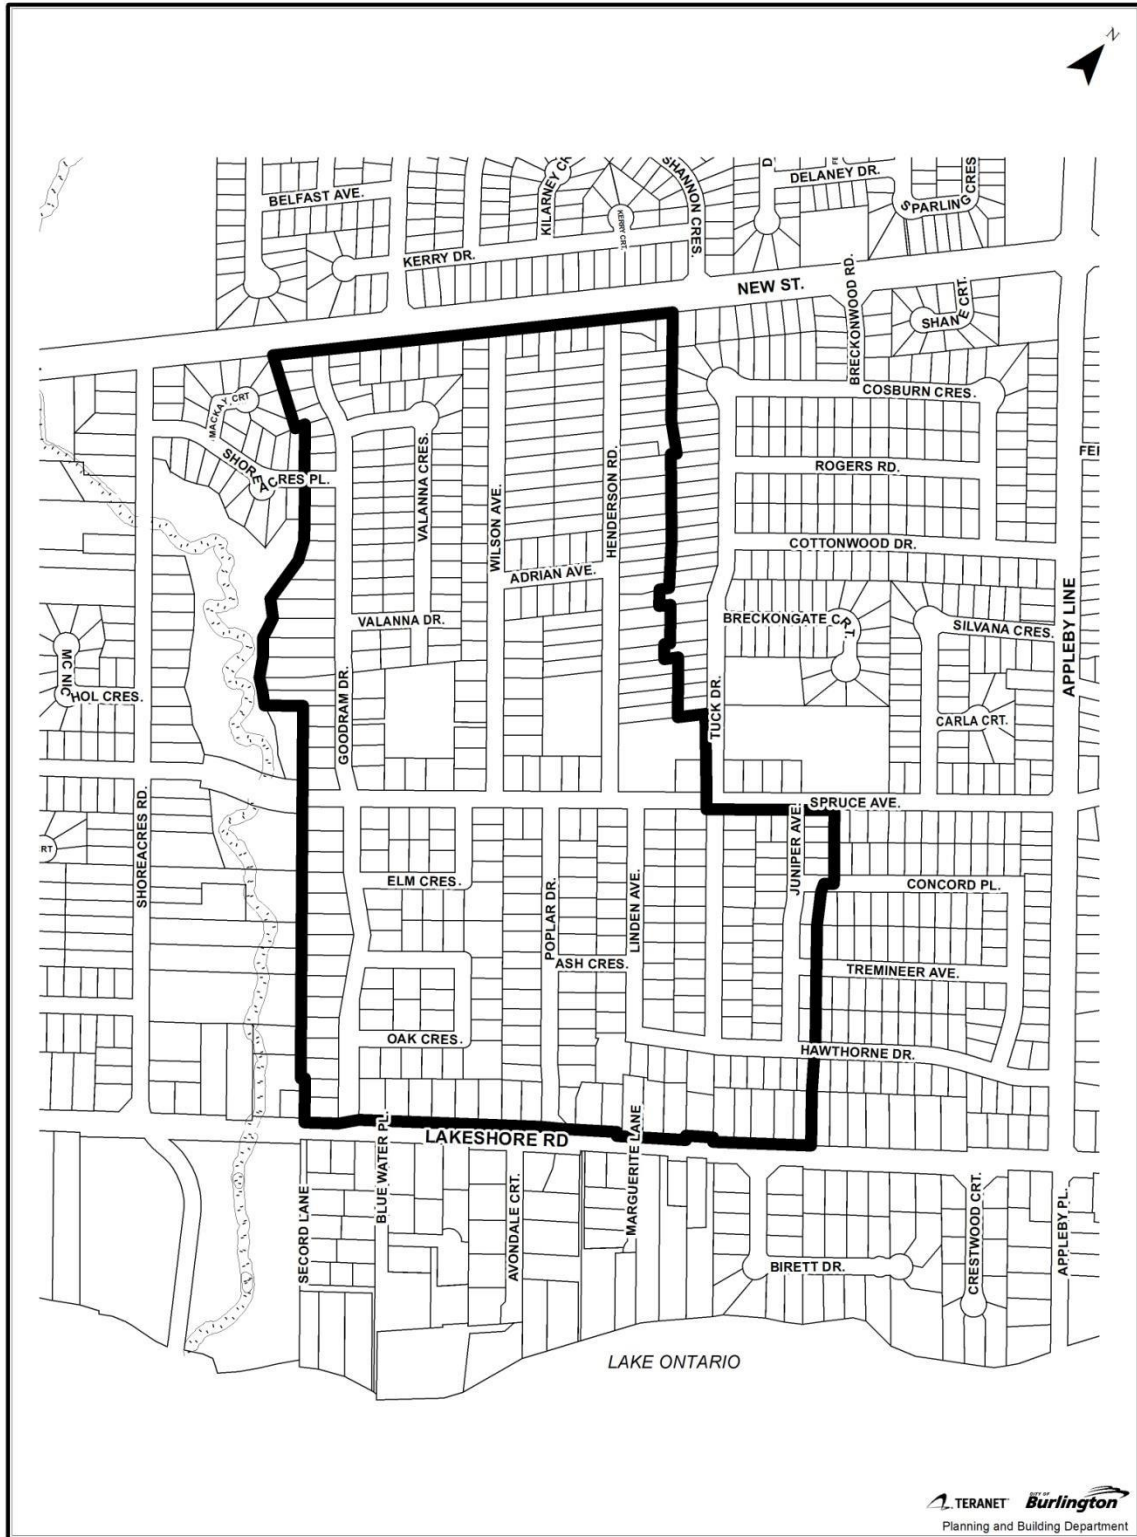 N
BELFAST AVE.
KILARNEY CR
KERRY CRT.
SHANNON CRES.
D
FE
DELANEY DR.
SPARLING CRES
KERRY DR.
NEW ST.
BRECKONWOOD RD.
SHANE CRT.
MACKAY CRT
COSBURN CRES.
SHOREACRES PL.
VALANNA CRES.
WILSON AVE.
HENDERSON RD.
ROGERS RD.
FER
COTTONWOOD DR.
ADRIAN AVE.
VALANNA DR.
BRECKONGATE CRT.
SILVANA CRES.
APPLEBY LINE
MC NICHOL CRES.
GOODRAM DR.
TUCK DR.
CARLA CRT.
SHOREACRES RD.
SPRUCE AVE.
RT
JUNIPER AVE.
ELM CRES.
CONCORD PL.
POPLAR DR.
LINDEN AVE.
ASH CRES.
TREMINEER AVE.
OAK CRES.
HAWTHORNE DR.
LAKESHORE RD
SECORD LANE
BLUE WATER PL.
AVONDALE CRT.
MARGUERITE LANE
BIRETT DR.
CRESTWOOD CRT.
APPLEBY PL.
LAKE ONTARIO
TERANET
CITY OF
Burlington
Planning and Building Department